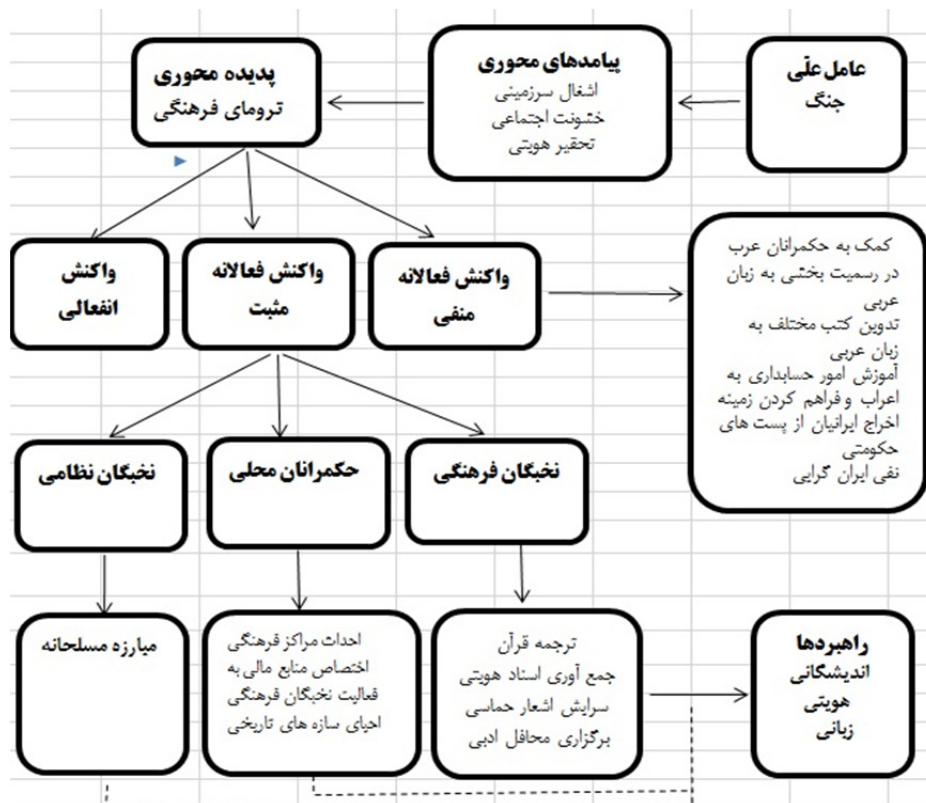 عامل علّی
جنگ
پیامدهای محوری
اشغال سرزمینی
خشونت اجتماعی
تحقیر هویتی
پدیده محوری
ترومای فرهنگی
واکنش فعالانه
منفی
واکنش فعالانه
مثبت
واکنش
انفعالی
کمک به حکمرانان عرب
در رسمیت بخشی به زبان
عربی
تدوین کتب مختلف به
زبان عربی
آموزش امور حسابداری به
اعراب و فراهم کردن زمینه
اخراج ایرانیان از پست های
حکومتی
نفی ایران گرایی
نخبگان فرهنگی
حکمرانان محلی
نخبگان نظامی
راهبردها
اندیشگانی
هویتی
زبانی
ترجمه قرآن
جمع آوری اسناد هویتی
سرایش اشعار حماسی
برگزاری محافل ادبی
احداث مراکز فرهنگی
اختصاص منابع مالی به
فعالیت نخبگان فرهنگی
احیای سازه های تاریخی
مبارزه مسلحانه